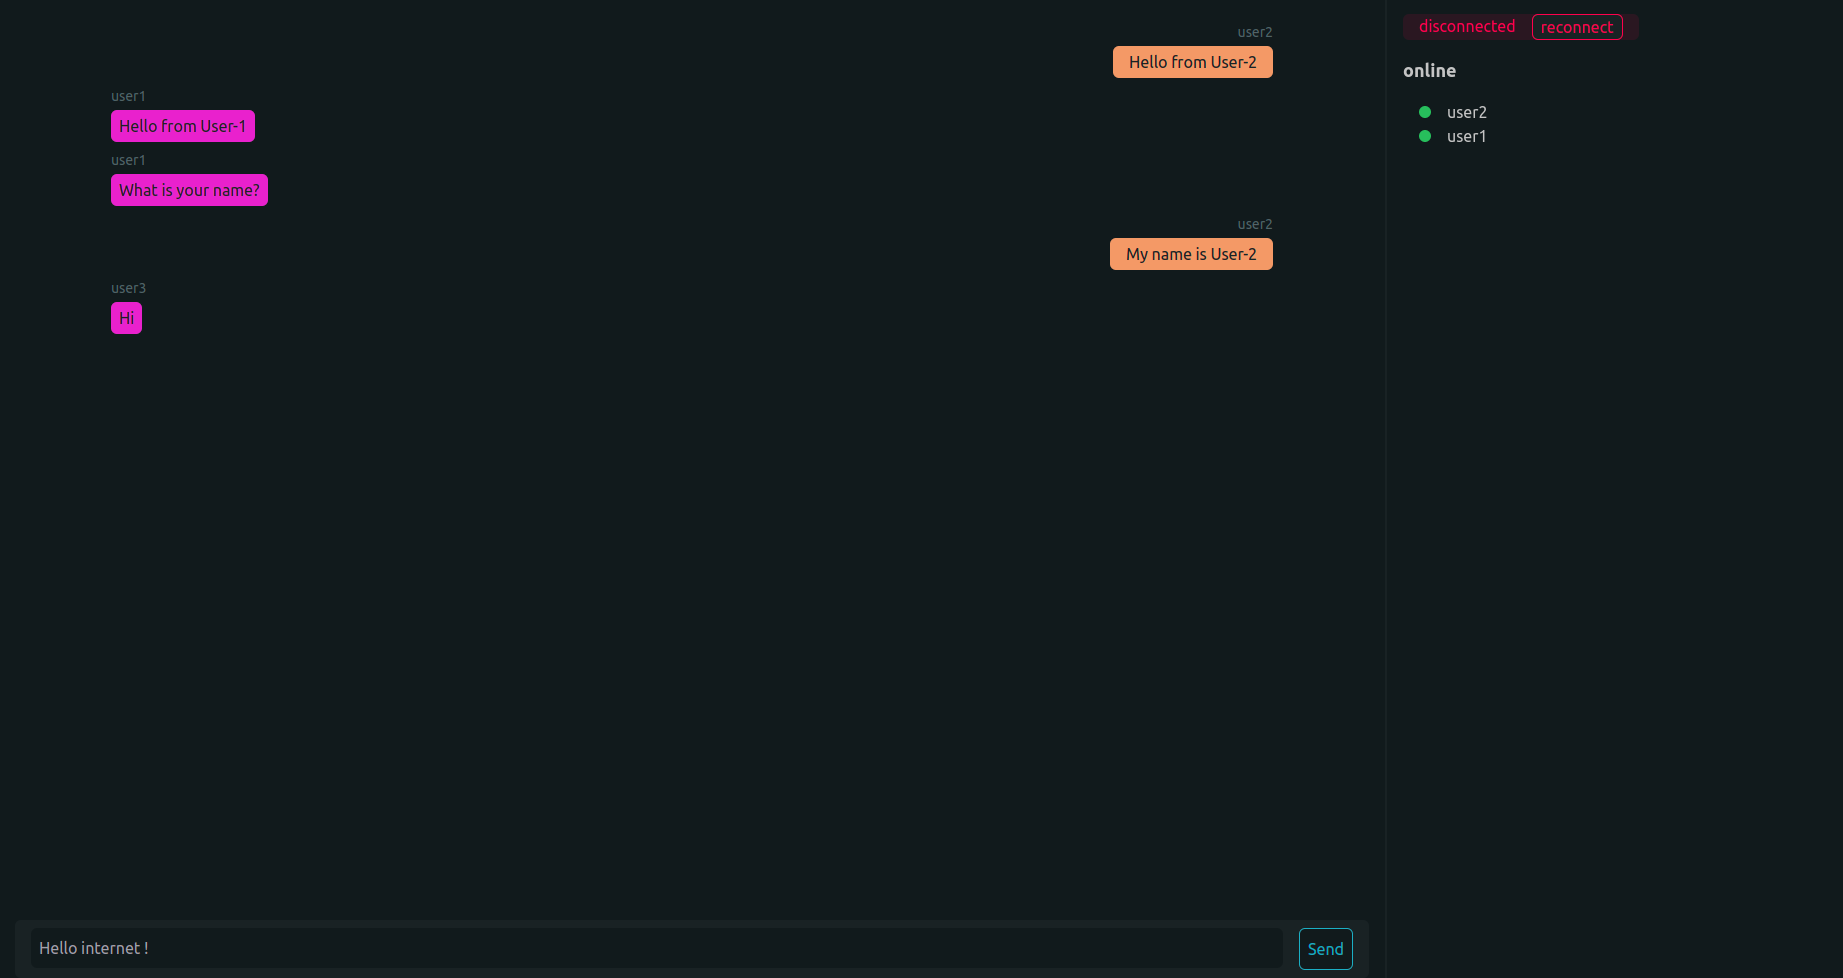 user2
Hello from User-2
user1
Hello from User-1
user1
What is your name?
user2
My name is User-2
user3
Hi
Hello internet !
Send
disconnected reconnect
online
user2
user1